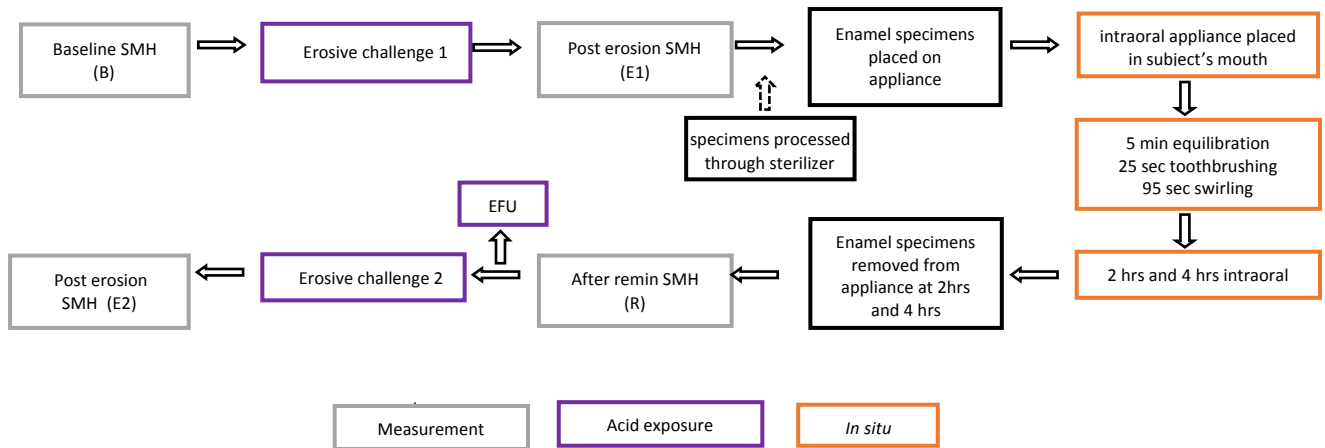 Baseline SMH
(B)
Erosive challenge 1
Post erosion SMH
(E1)
Enamel specimens
placed on
appliance
intraoral appliance placed
in subject's mouth
specimens processed
through sterilizer
5 min equilibration
25 sec toothbrushing
95 sec swirling
2 hrs and 4 hrs intraoral
Enamel specimens
removed from
appliance at 2hrs
and 4 hrs
After remin SMH
(R)
EFU
Erosive challenge 2
Post erosion
SMH (E2)
Measurement
Acid exposure
In situ